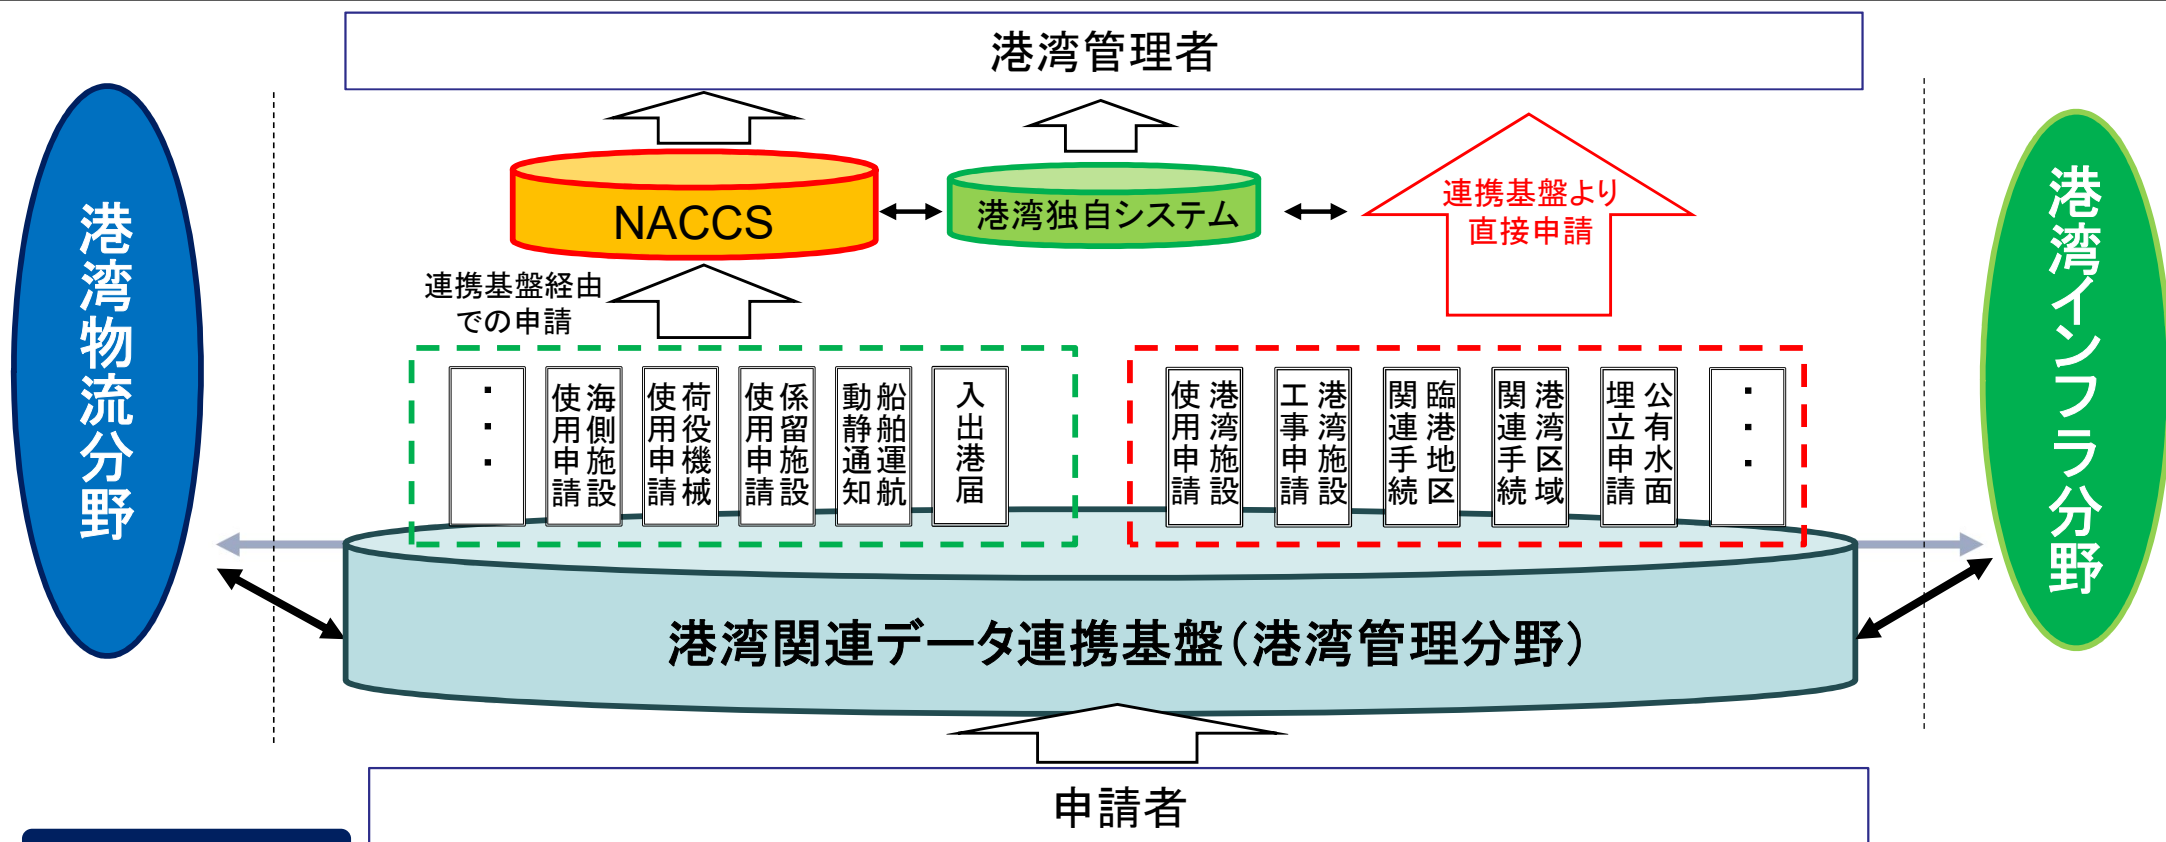 港湾管理者
港湾物流分野
NACCS
港湾独自システム
連携基盤より
直接申請
港湾インフラ分野
連携基盤経由
での申請
・・・
海側施設
使用申請
荷役機械
使用申請
係留施設
使用申請
船舶運航
動静通知
入出港届
港湾施設
使用申請
港湾施設
工事申請
臨港地区
関連手続
港湾区域
関連手続
公有水面
埋立申請
・・・
港湾関連データ連携基盤(港湾管理分野)
申請者